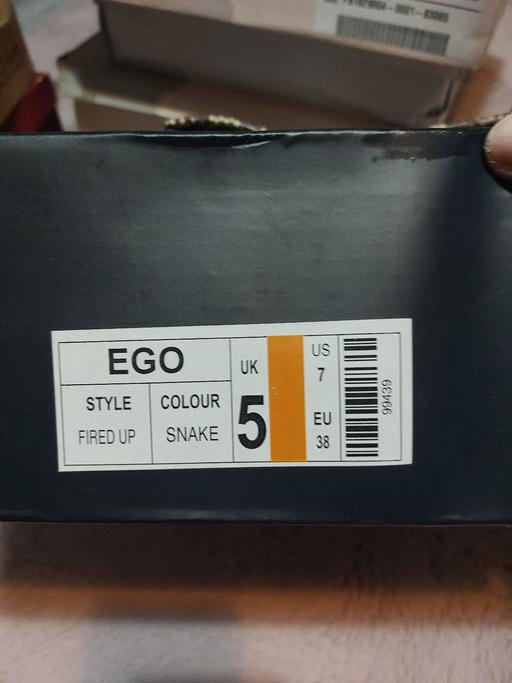 EGO
STYLE
FIRED UP
COLOUR
SNAKE
UK
5
US
7
EU
38
99439